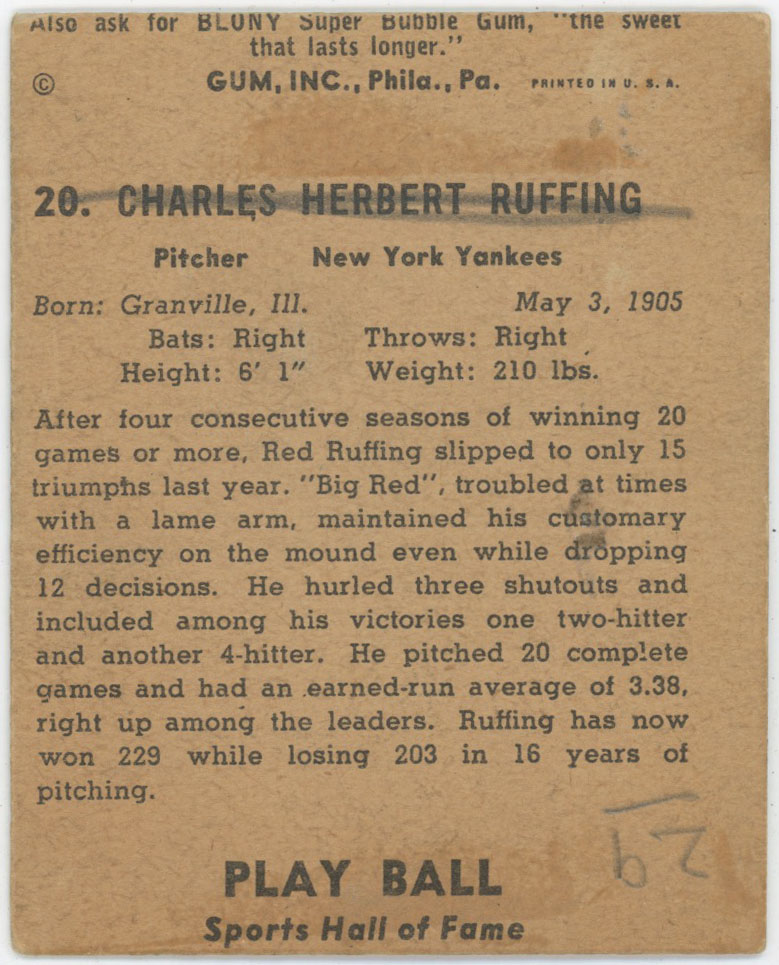 Also ask for BLONY Super Bubble Gum, "the sweet
that lasts longer."
© GUM, INC., Phila., Pa. PRINTED IN U. S. A.
20. CHARLES HERBERT RUFFING
Pitcher New York Yankees
Born: Granville, Ill. May 3, 1905
Bats: Right Throws: Right
Height: 6' 1" Weight: 210 lbs.
After four consecutive seasons of winning 20
games or more, Red Ruffing slipped to only 15
triumphs last year. "Big Red", troubled at times
with a lame arm, maintained his customary
efficiency on the mound even while dropping
12 decisions. He hurled three shutouts and
included among his victories one two-hitter
and another 4-hitter. He pitched 20 complete
games and had an earned-run average of 3.38,
right up among the leaders. Ruffing has now
won 229 while losing 203 in 16 years of
pitching.
PLAY BALL
Sports Hall of Fame